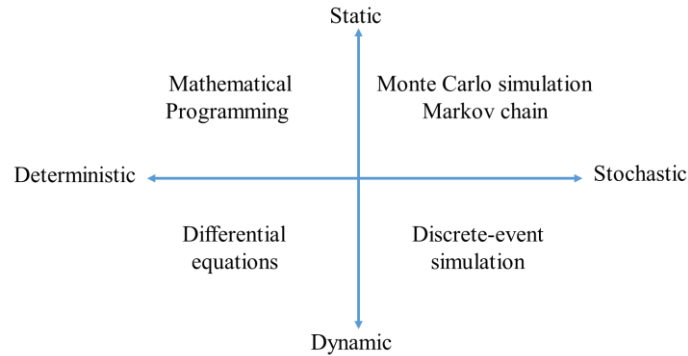 Static
Mathematical
Programming
Monte Carlo simulation
Markov chain
Deterministic
Stochastic
Differential
equations
Discrete-event
simulation
Dynamic